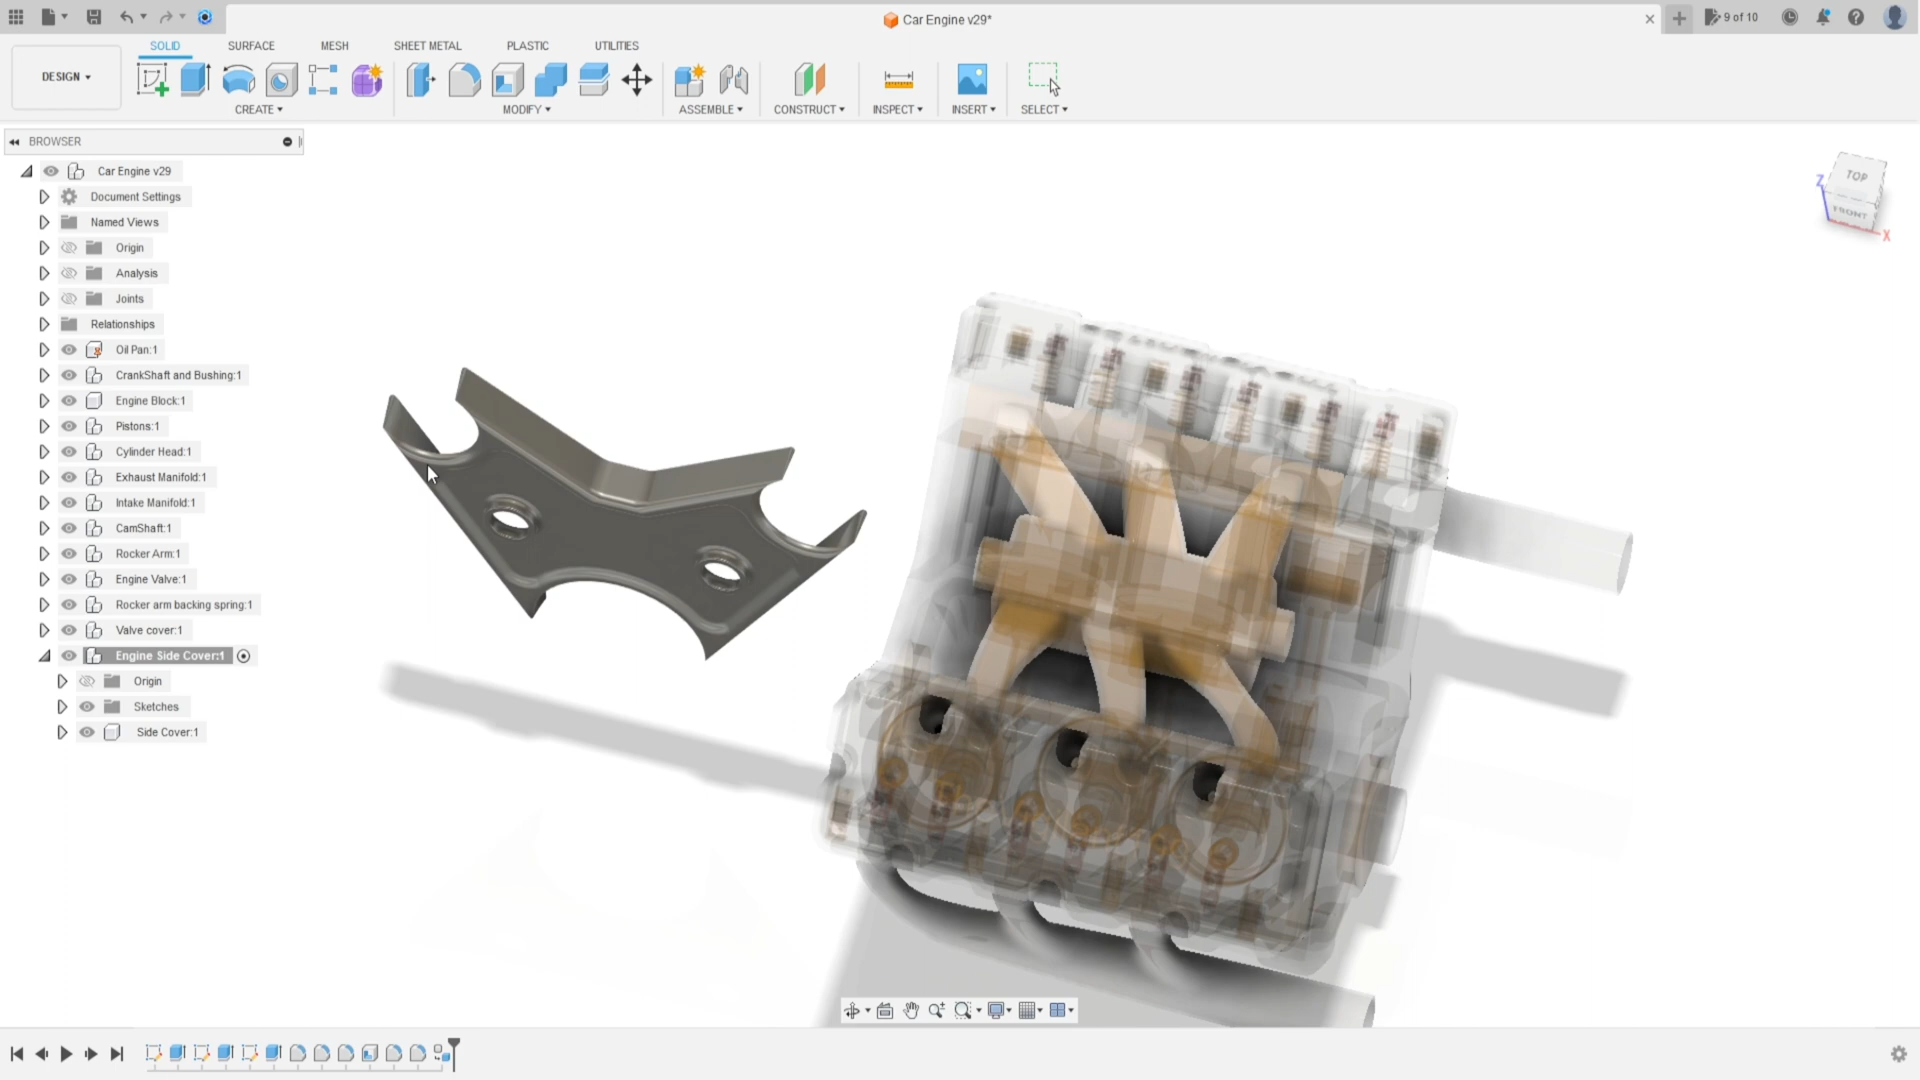 Car Engine v29*
9 of 10
DESIGN
SOLID
SURFACE
MESH
SHEET METAL
PLASTIC
UTILITIES
CREATE
MODIFY
ASSEMBLE
CONSTRUCT
INSPECT
INSERT
SELECT
BROWSER
Car Engine v29
Document Settings
Named Views
Origin
Analysis
Joints
Relationships
Oil Pan:1
CrankShaft and Bushing:1
Engine Block:1
Pistons:1
Cylinder Head:1
Exhaust Manifold:1
Intake Manifold:1
CamShaft:1
Rocker Arm:1
Engine Valve:1
Rocker arm backing spring:1
Valve cover:1
Engine Side Cover:1
Origin
Sketches
Side Cover:1
TOP
Z
FRONT
X